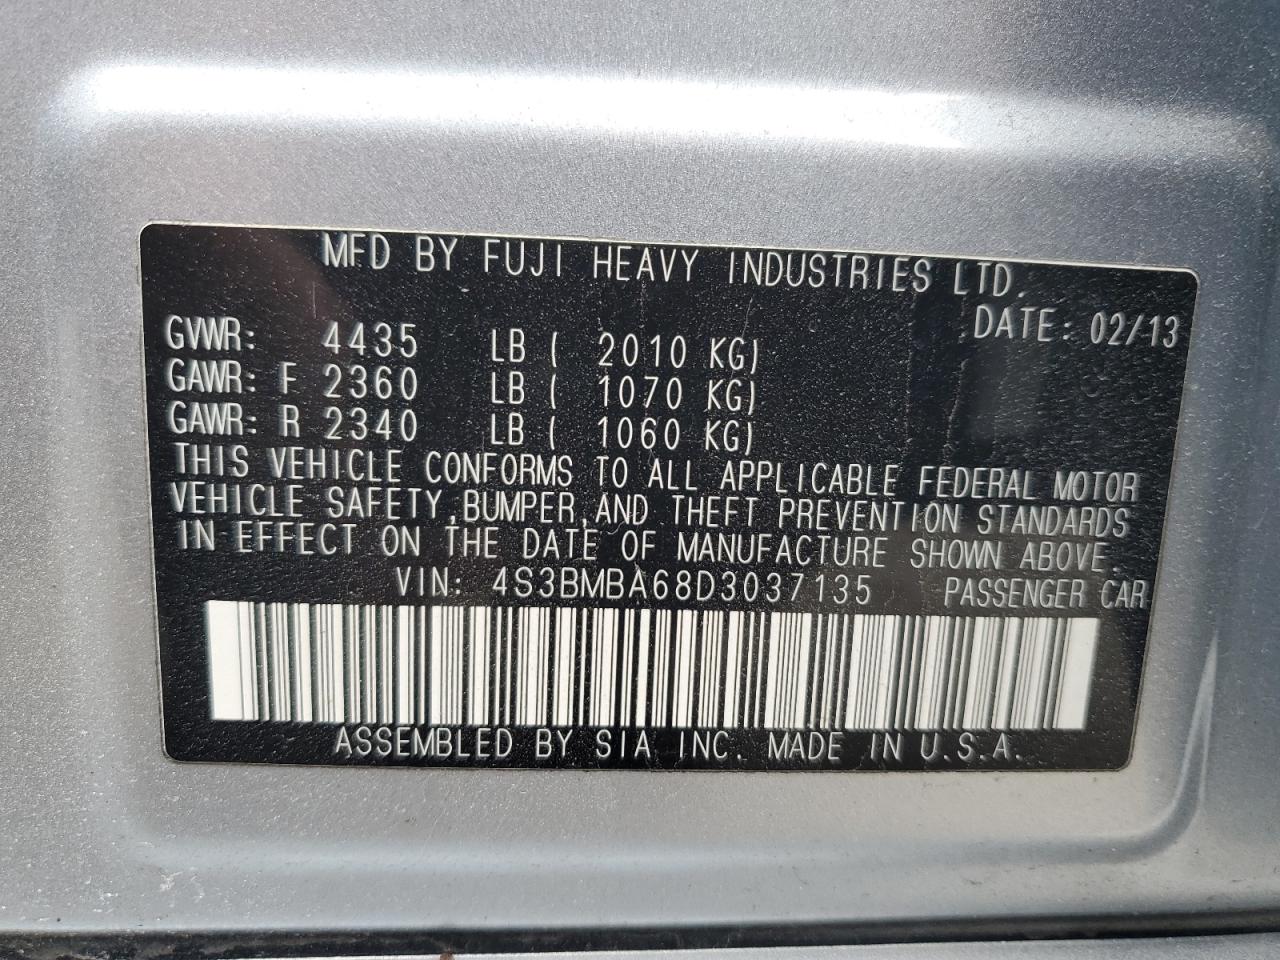 MFD BY FUJI HEAVY INDUSTRIES LTD.
DATE: 02/13
GVWR: 4435 LB ( 2010 KG)
GAWR: F 2360 LB ( 1070 KG)
GAWR: R 2340 LB ( 1060 KG)
THIS VEHICLE CONFORMS TO ALL APPLICABLE FEDERAL MOTOR
VEHICLE SAFETY,BUMPER,AND THEFT PREVENTION STANDARDS
IN EFFECT ON THE DATE OF MANUFACTURE SHOWN ABOVE.
VIN: 4S3BMBA68D3037135 PASSENGER CAR
ASSEMBLED BY SIA INC. MADE IN U.S.A.